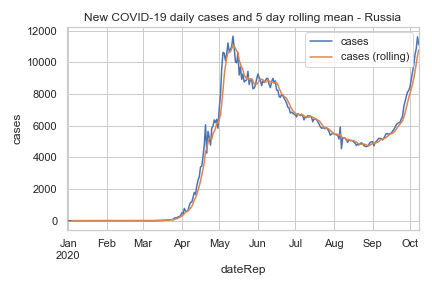 New COVID-19 daily cases and 5 day rolling mean - Russia
cases
cases (rolling)
12000
10000
8000
6000
4000
2000
0
cases
Jan Feb Mar Apr May Jun Jul Aug Sep Oct
2020
dateRep